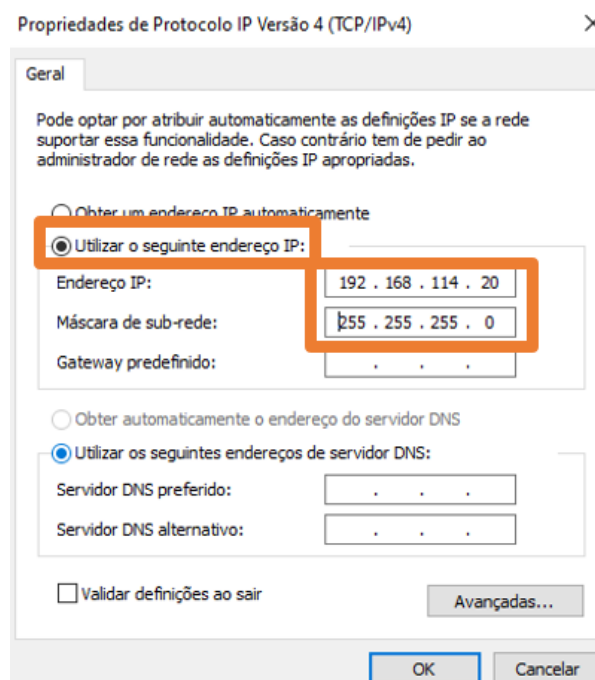 Propriedades de Protocolo IP Versão 4 (TCP/IPv4)
Geral
Pode optar por atribuir automaticamente as definições IP se a rede
suportar essa funcionalidade. Caso contrário tem de pedir ao
administrador de rede as definições IP apropriadas.
Obter um endereço IP automaticamente
Utilizar o seguinte endereço IP:
Endereço IP: 192 . 168 . 114 . 20
Máscara de sub-rede: 255 . 255 . 255 . 0
Gateway predefinido: . . .
Obter automaticamente o endereço do servidor DNS
Utilizar os seguintes endereços de servidor DNS:
Servidor DNS preferido: . . .
Servidor DNS alternativo: . . .
Validar definições ao sair
Avançadas...
OK Cancelar